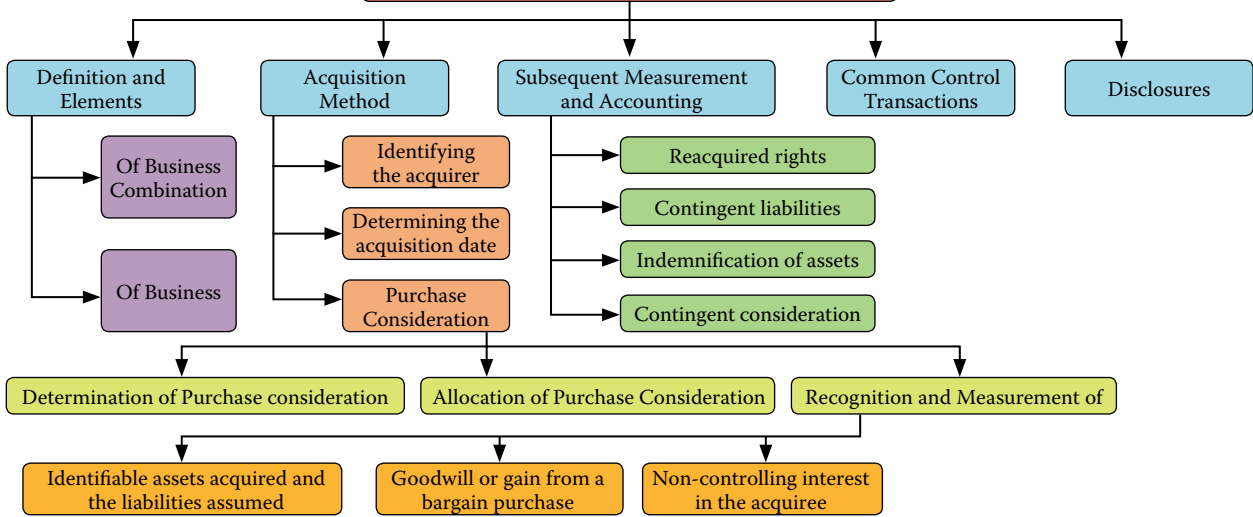 Definition and
Elements
Acquisition
Method
Subsequent Measurement
and Accounting
Common Control
Transactions
Disclosures
Of Business
Combination
Of Business
Identifying
the acquirer
Determining the
acquisition date
Purchase
Consideration
Reacquired rights
Contingent liabilities
Indemnification of assets
Contingent consideration
Determination of Purchase consideration
Allocation of Purchase Consideration
Recognition and Measurement of
Identifiable assets acquired and
the liabilities assumed
Goodwill or gain from a
bargain purchase
Non-controlling interest
in the acquiree